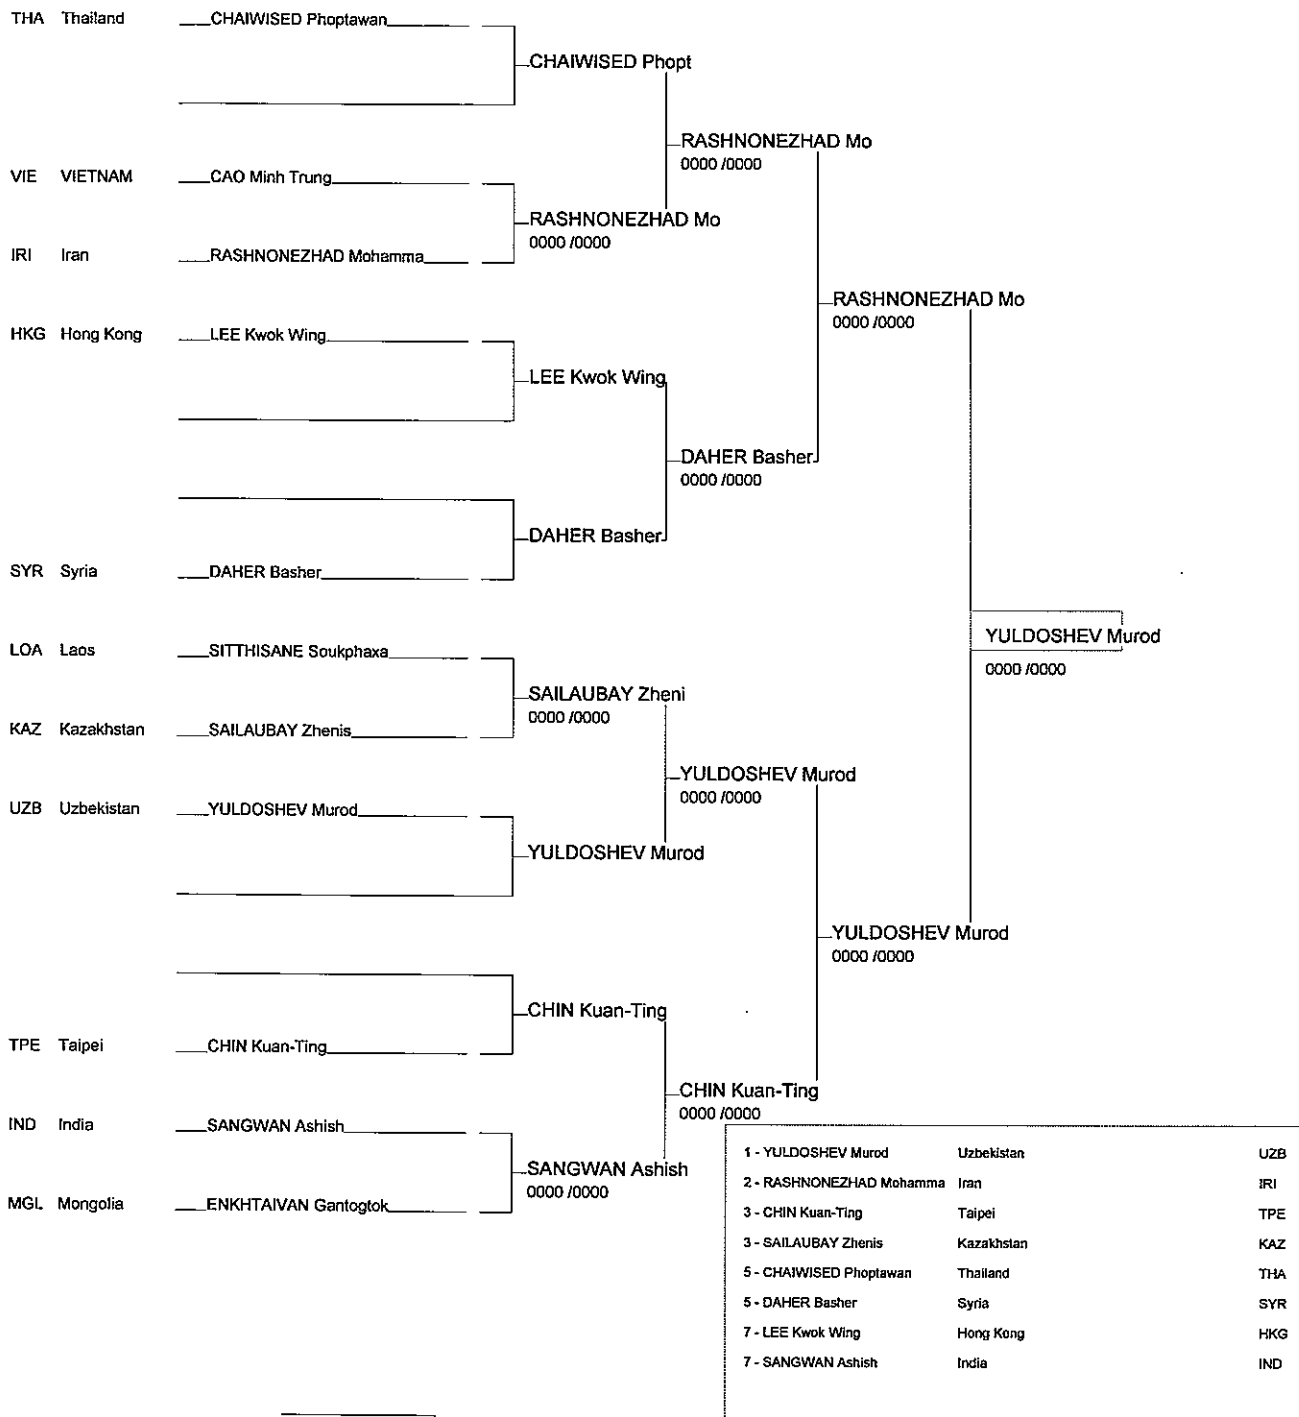 THA Thailand CHAIWISED Phoptawan
CHAIWISED Phopt
RASHNONEZHAD Mo
0000 /0000
VIE VIETNAM CAO Minh Trung
RASHNONEZHAD Mo
0000 /0000
IRI Iran RASHNONEZHAD Mohamma
RASHNONEZHAD Mo
0000 /0000
HKG Hong Kong LEE Kwok Wing
LEE Kwok Wing
DAHER Basher
0000 /0000
DAHER Basher
SYR Syria DAHER Basher
YULDOSHEV Murod
0000 /0000
LOA Laos SITTHISANE Soukphaxa
SAILAUBAY Zheni
0000 /0000
KAZ Kazakhstan SAILAUBAY Zhenis
YULDOSHEV Murod
0000 /0000
UZB Uzbekistan YULDOSHEV Murod
YULDOSHEV Murod
YULDOSHEV Murod
0000 /0000
CHIN Kuan-Ting
TPE Taipei CHIN Kuan-Ting
CHIN Kuan-Ting
0000 /0000
IND India SANGWAN Ashish
SANGWAN Ashish
0000 /0000
MGL Mongolia ENKHTAIVAN Gantogtok
1 - YULDOSHEV Murod Uzbekistan UZB
2 - RASHNONEZHAD Mohamma Iran IRI
3 - CHIN Kuan-Ting Taipei TPE
3 - SAILAUBAY Zhenis Kazakhstan KAZ
5 - CHAIWISED Phoptawan Thailand THA
5 - DAHER Basher Syria SYR
7 - LEE Kwok Wing Hong Kong HKG
7 - SANGWAN Ashish India IND